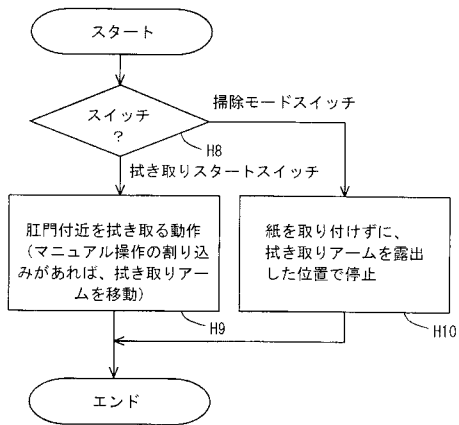 スタート
スイッチ
?
掃除モードスイッチ
H8
拭き取りスタートスイッチ
肛門付近を拭き取る動作
(マニュアル操作の割り込
みがあれば、拭き取りアー
ムを移動)
H9
紙を取り付けずに、
拭き取りアームを露出
した位置で停止
H10
エンド